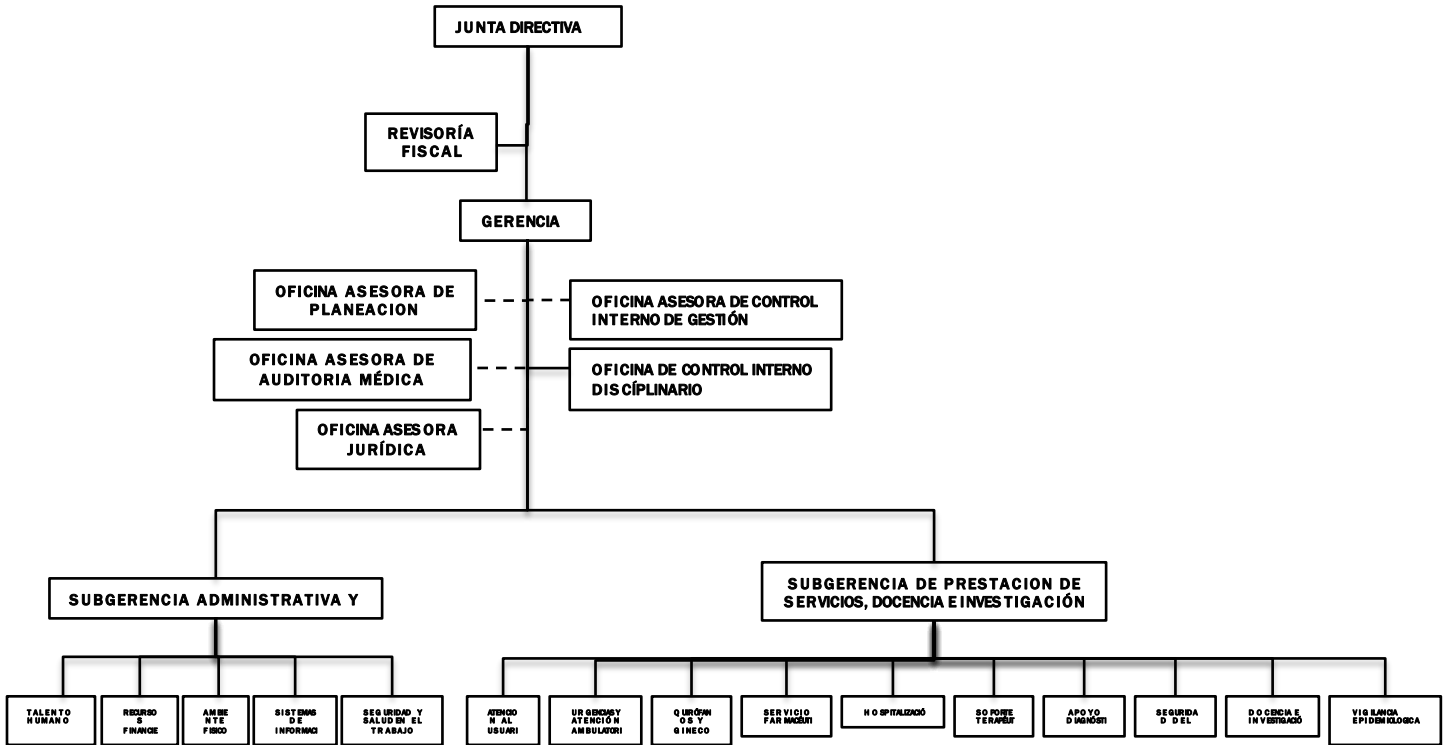 JUNTA DIRECTIVA
REVISORÍA
FISCAL
GERENCIA
OFICINA ASESORA DE
PLANEACION
OFICINA ASESORA DE CONTROL
INTERNO DE GESTIÓN
OFICINA ASESORA DE
AUDITORIA MÉDICA
OFICINA DE CONTROL INTERNO
DISCÍPLINARIO
OFICINA ASESORA
JURÍDICA
SUBGERENCIA ADMINISTRATIVA Y
SUBGERENCIA DE PRESTACION DE
SERVICIOS, DOCENCIA E INVESTIGACIÓN
TALENTO
HUMANO
RECURSO
S
FINANCIE
AMBIE
NTE
FISICO
SISTEMAS
DE
INFORMACI
SEGURIDAD Y
SALUD EN EL
TRABAJO
ATENCIO
N AL
USUARI
URGENCIAS Y
ATENCIÓN
AMBULATORI
QUIRÓFAN
OS Y
GINECO
SERVICIO
FARMACÉUTI
HOSPITALIZACIÓ
SOPORTE
TERAPÉUT
APOYO
DIAGNÓSTI
SEGURIDA
D DEL
DOCENCIA E
INVESTIGACIÓ
VIGILANCIA
EPIDEMIOLOGICA